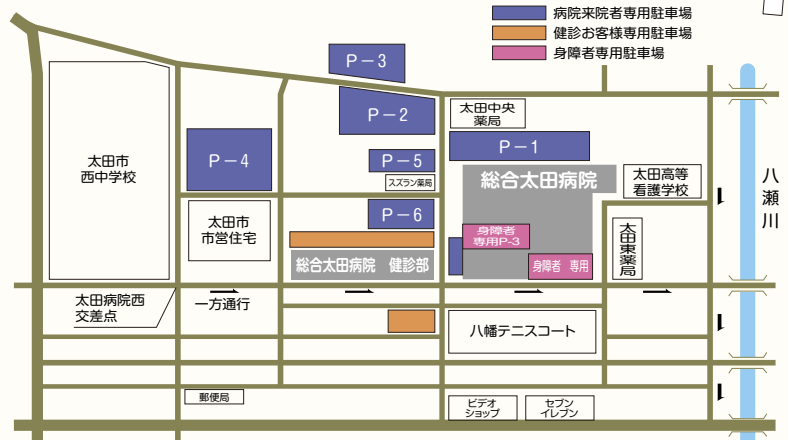 病院来院者専用駐車場
健診お客様専用駐車場
身障者専用駐車場
P－3
P－2
太田中央
薬局
P－1
太田市
西中学校
P－4
P－5
スズラン薬局
総合太田病院
太田高等
看護学校
八瀬川
太田市
市営住宅
P－6
身障者
専用P-3
太田東薬局
総合太田病院　健診部
身障者　専用
太田病院西
交差点
一方通行
八幡テニスコート
郵便局
ビデオ
ショップ
セブン
イレブン